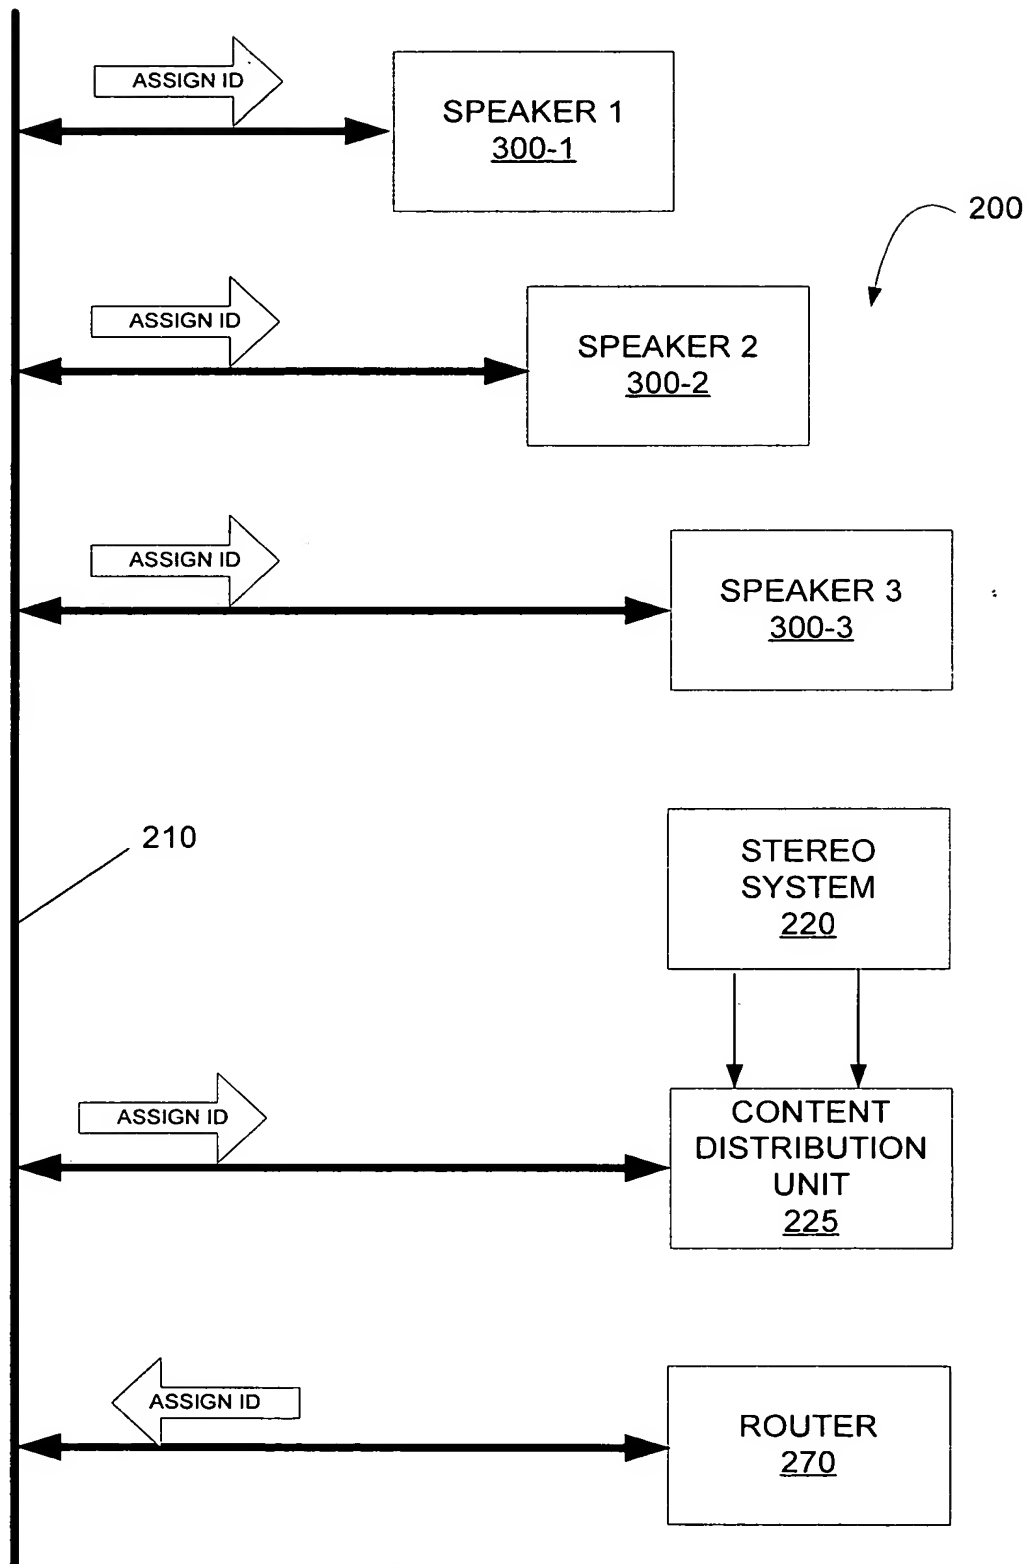 ASSIGN ID
SPEAKER 1
300-1
200
ASSIGN ID
SPEAKER 2
300-2
ASSIGN ID
SPEAKER 3
300-3
210
STEREO
SYSTEM
220
ASSIGN ID
CONTENT
DISTRIBUTION
UNIT
225
ASSIGN ID
ROUTER
270